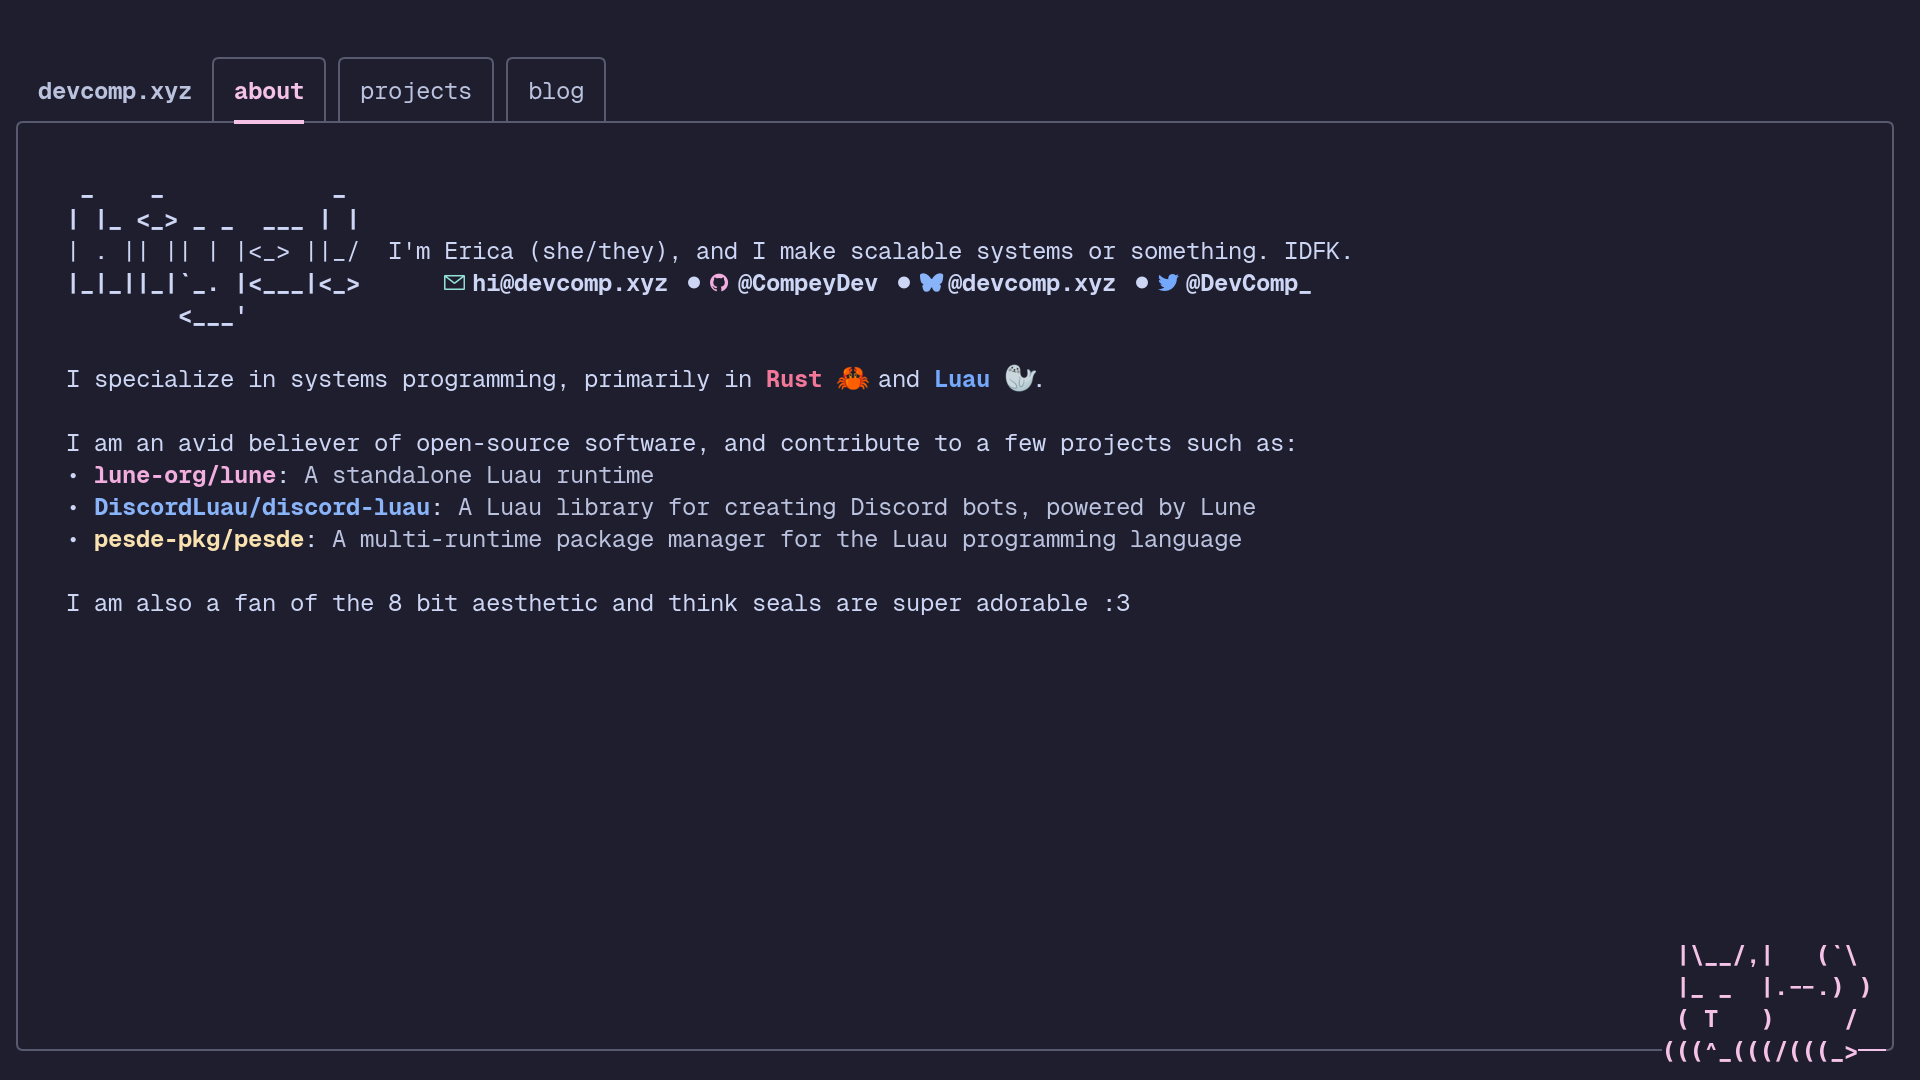 devcomp.xyz about projects blog
 _    _            _
| |_ <_> _ _  ___ | |
| . || || | |<_> ||_/  I'm Erica (she/they), and I make scalable systems or something. IDFK.
|_|_||_|`_. |<___|<_>      hi@devcomp.xyz ● @CompeyDev ● @devcomp.xyz ● @DevComp_
        <___'
I specialize in systems programming, primarily in Rust 🦀 and Luau 🦭.
I am an avid believer of open-source software, and contribute to a few projects such as:
• lune-org/lune: A standalone Luau runtime
• DiscordLuau/discord-luau: A Luau library for creating Discord bots, powered by Lune
• pesde-pkg/pesde: A multi-runtime package manager for the Luau programming language
I am also a fan of the 8 bit aesthetic and think seals are super adorable :3
 |\__/,|   (`\
 |_ _  |.--.) )
 ( T   )     /
(((^_(((/(((_>